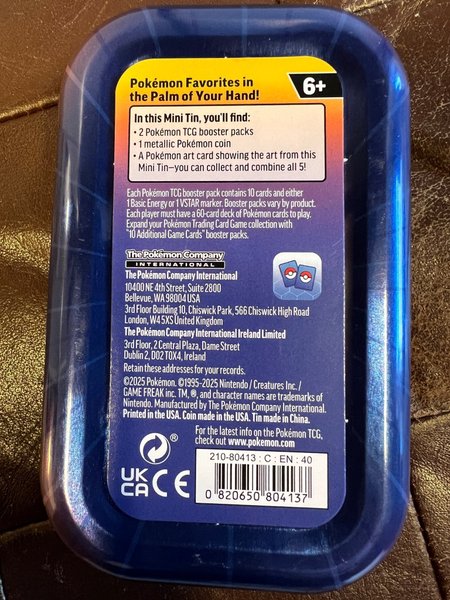 Pokémon Favorites in
the Palm of Your Hand!
6+
In this Mini Tin, you'll find:
• 2 Pokémon TCG booster packs
• 1 metallic Pokémon coin
• A Pokémon art card showing the art from this
Mini Tin—you can collect and combine all 5!
Each Pokémon TCG booster pack contains 10 cards and either
1 Basic Energy or 1 VSTAR marker. Booster packs vary by product.
Each player must have a 60-card deck of Pokémon cards to play.
Expand your Pokémon Trading Card Game collection with
"10 Additional Game Cards" booster packs.
The Pokémon Company
INTERNATIONAL
The Pokémon Company International
10400 NE 4th Street, Suite 2800
Bellevue, WA 98004 USA
3rd Floor Building 10, Chiswick Park, 566 Chiswick High Road
London, W4 5XS United Kingdom
The Pokémon Company International Ireland Limited
3rd Floor, 2 Central Plaza, Dame Street
Dublin 2, D02 T0X4, Ireland
Retain these addresses for your records.
©2025 Pokémon. ©1995-2025 Nintendo / Creatures Inc. /
GAME FREAK inc. TM, ®, and character names are trademarks of
Nintendo. Manufactured by The Pokémon Company International.
Printed in the USA. Coin made in the USA. Tin made in China.
For the latest info on the Pokémon TCG,
check out www.pokemon.com.
®
UK
CA CE
210-80413 : C : EN : 40
0 820650 804137